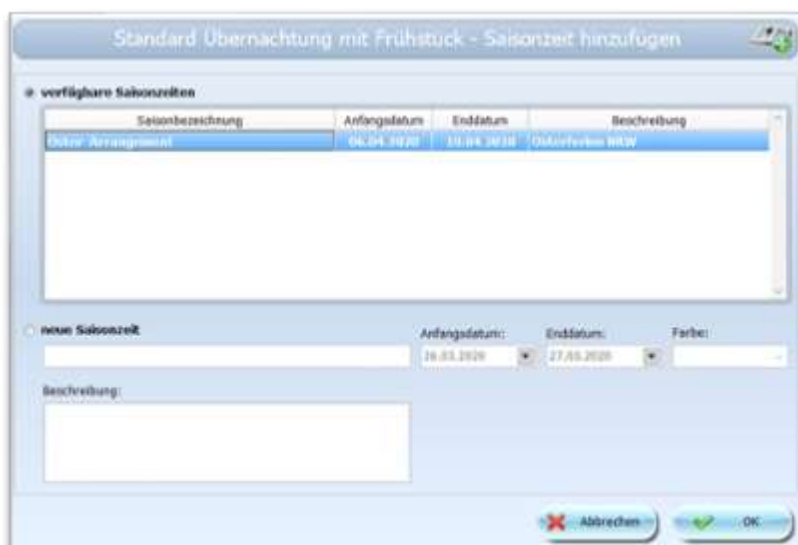 Standard Übernachtung mit Frühstück - Saisonzeit hinzufügen
verfügbare Saisonzeiten
Saisonbezeichnung Anfangsdatum Enddatum Beschreibung
Oster-Arrangement 06.04.2020 Osterferien NRW
neue Saisonzeit
Anfangsdatum: Enddatum: Farbe:
26.03.2020 27.03.2020
Beschreibung:
Abbrechen OK